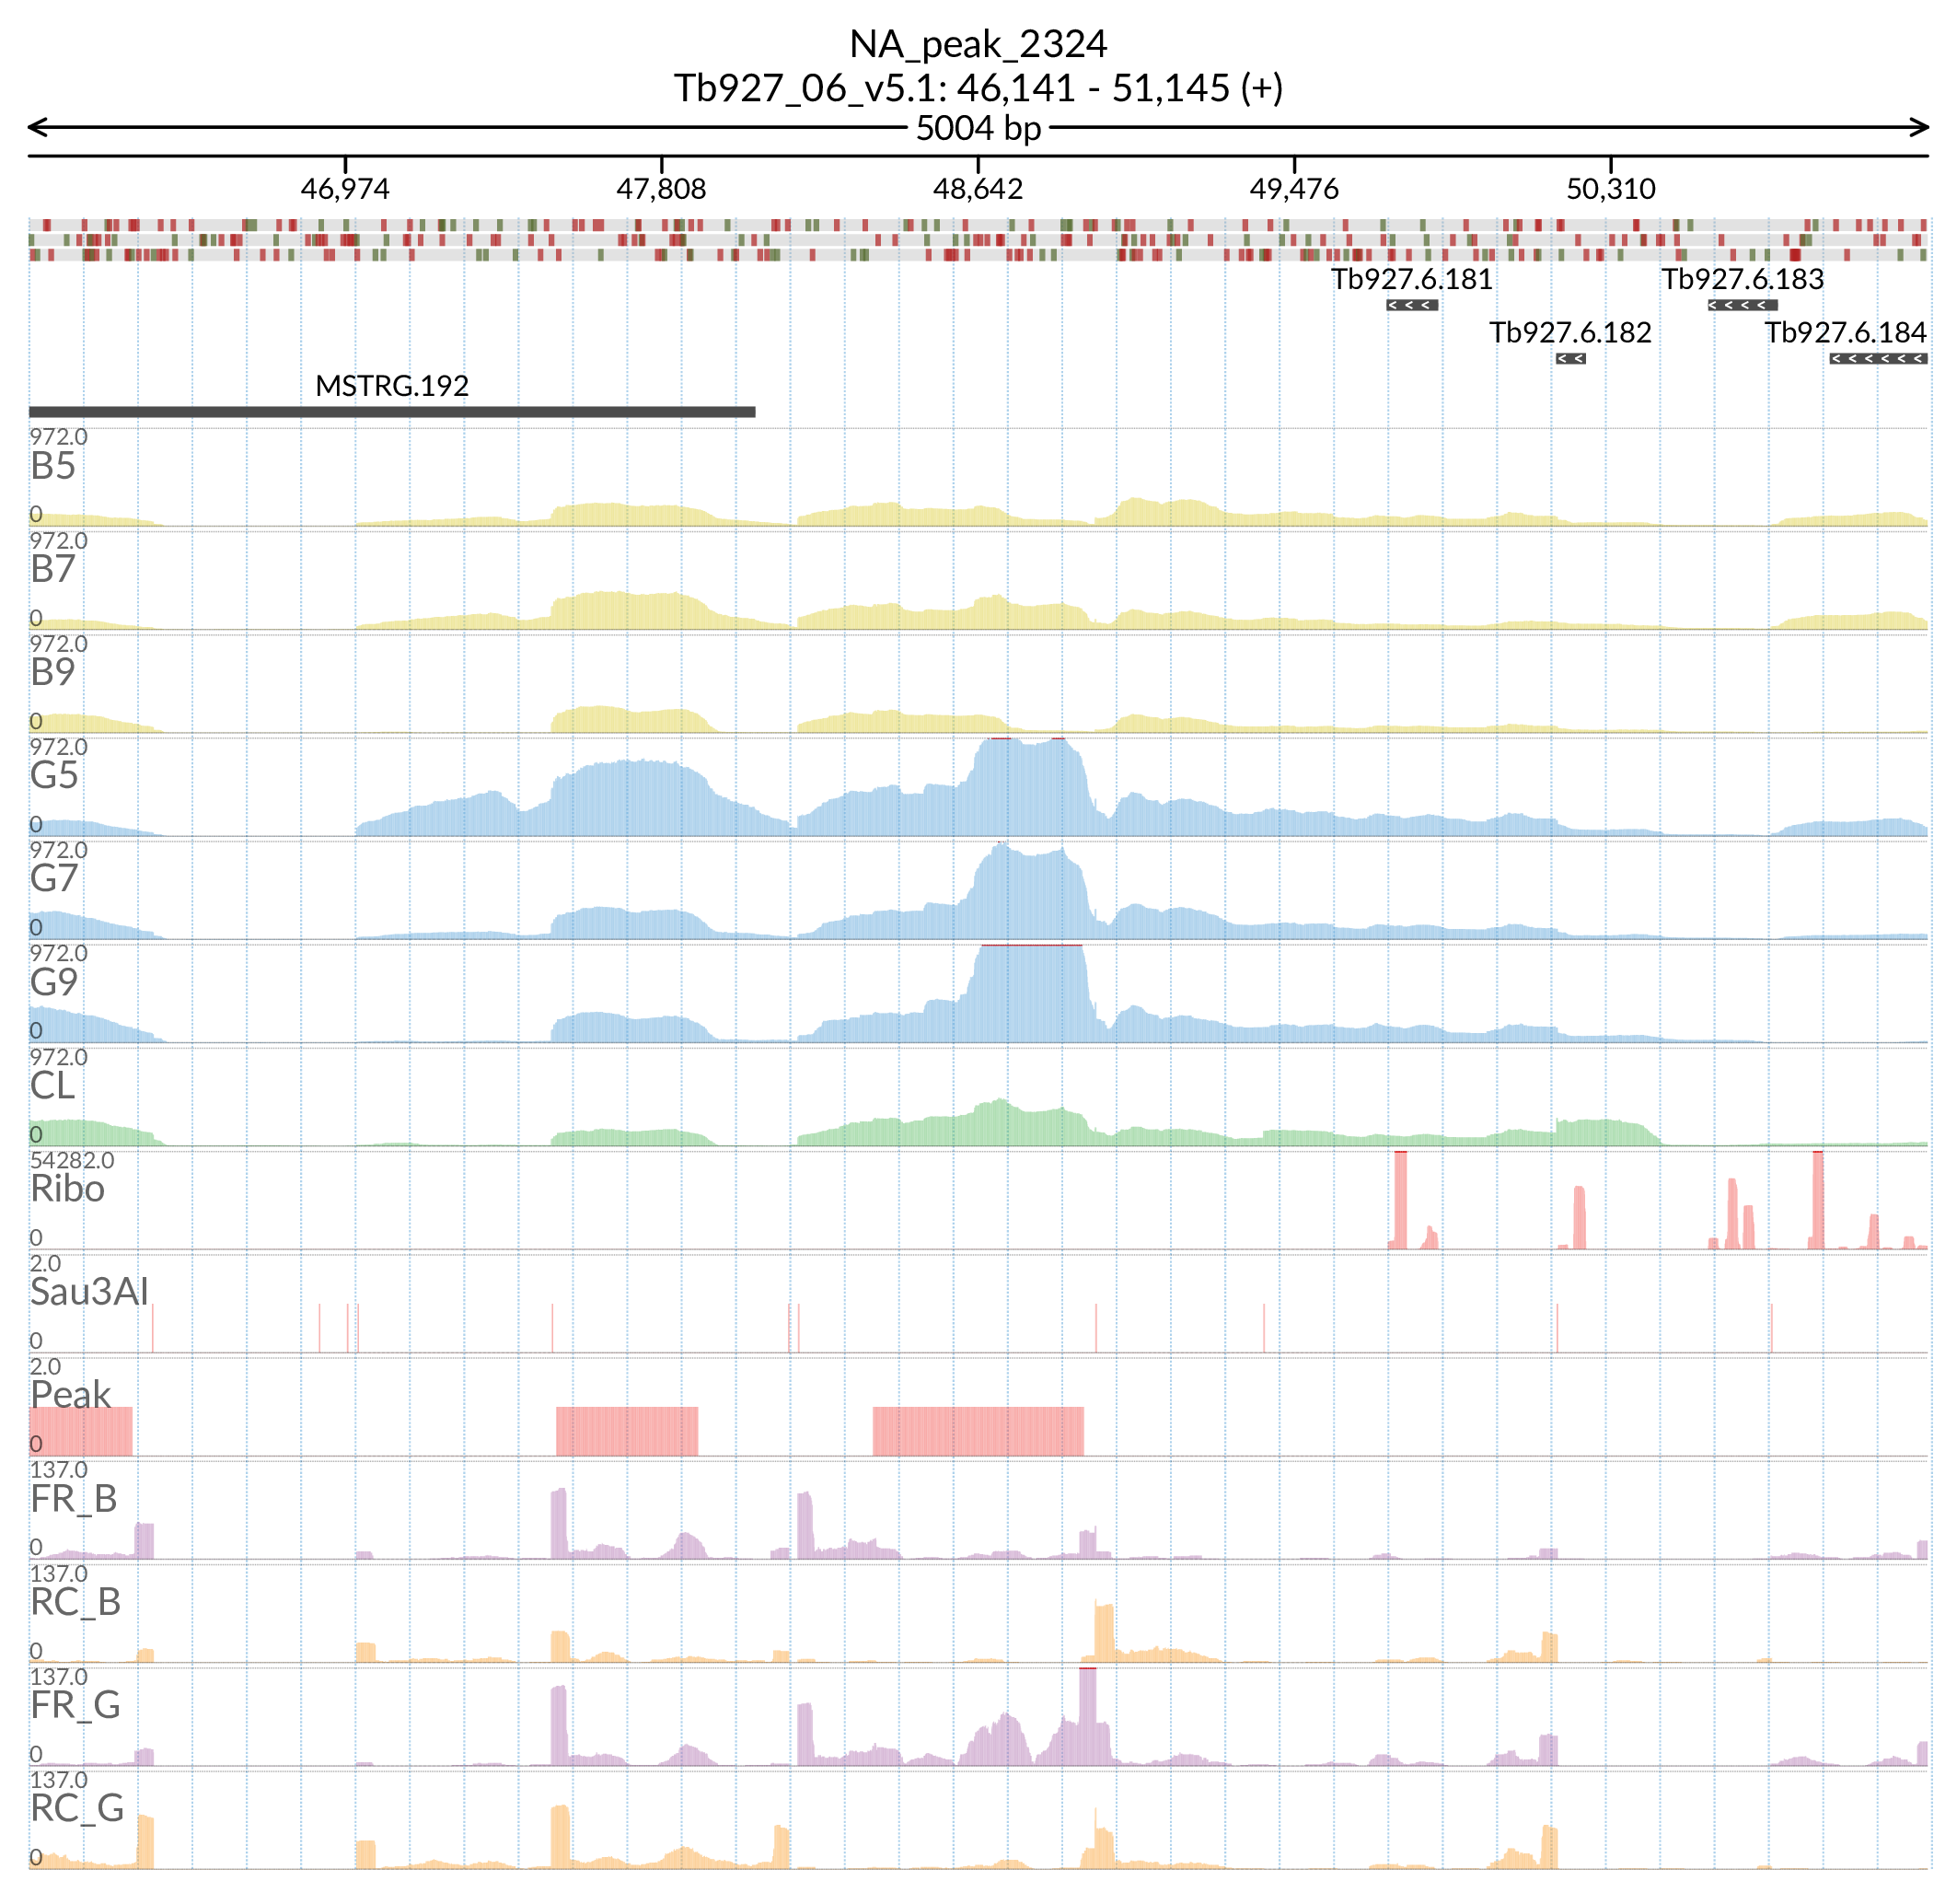 NA_peak_2324
Tb927_06_v5.1: 46,141 - 51,145 (+)
5004 bp
46,974 47,808 48,642 49,476 50,310
Tb927.6.181 Tb927.6.183
Tb927.6.182 Tb927.6.184
MSTRG.192
972.0
B5
0
972.0
B7
0
972.0
B9
0
972.0
G5
0
972.0
G7
0
972.0
G9
0
972.0
CL
0
54282.0
Ribo
0
2.0
Sau3AI
0
2.0
Peak
0
137.0
FR_B
0
137.0
RC_B
0
137.0
FR_G
0
137.0
RC_G
0